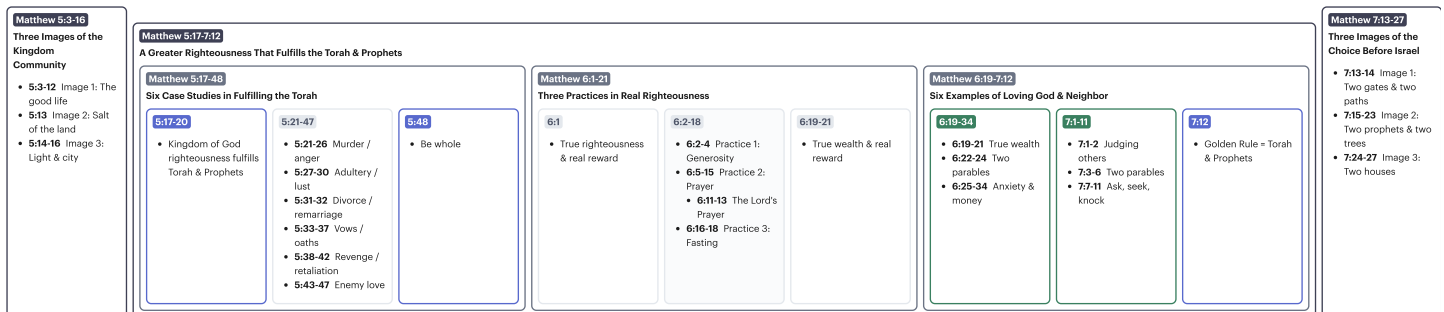 Matthew 5:3-16
Three Images of the
Kingdom
Community
5:3-12 Image 1: The
good life
5:13 Image 2: Salt
of the land
5:14-16 Image 3:
Light & city
Matthew 5:17-7:12
A Greater Righteousness That Fulfills the Torah & Prophets
Matthew 5:17-48
Six Case Studies in Fulfilling the Torah
5:17-20
Kingdom of God
righteousness fulfills
Torah & Prophets
5:21-47
5:21-26 Murder /
anger
5:27-30 Adultery /
lust
5:31-32 Divorce /
remarriage
5:33-37 Vows /
oaths
5:38-42 Revenge /
retaliation
5:43-47 Enemy love
5:48
Be whole
Matthew 6:1-21
Three Practices in Real Righteousness
6:1
True righteousness
& real reward
6:2-18
6:2-4 Practice 1:
Generosity
6:5-15 Practice 2:
Prayer
6:11-13 The Lord's
Prayer
6:16-18 Practice 3:
Fasting
6:19-21
True wealth & real
reward
Matthew 6:19-7:12
Six Examples of Loving God & Neighbor
6:19-34
6:19-21 True wealth
6:22-24 Two
parables
6:25-34 Anxiety &
money
7:1-11
7:1-2 Judging
others
7:3-6 Two parables
7:7-11 Ask, seek,
knock
7:12
Golden Rule = Torah
& Prophets
Matthew 7:13-27
Three Images of the
Choice Before Israel
7:13-14 Image 1:
Two gates & two
paths
7:15-23 Image 2:
Two prophets & two
trees
7:24-27 Image 3:
Two houses